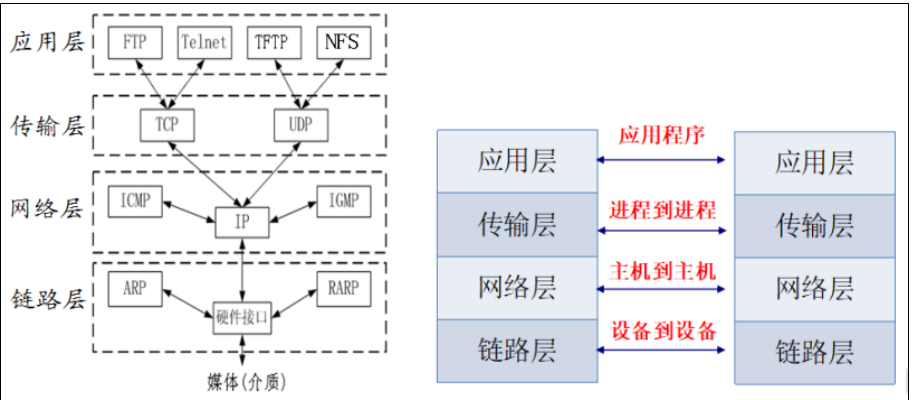 应用层
FTP
Telnet
TFTP
NFS
传输层
TCP
UDP
网络层
ICMP
IP
IGMP
链路层
ARP
硬件接口
RARP
媒体(介质)
应用层
应用程序
应用层
传输层
进程到进程
传输层
网络层
主机到主机
网络层
链路层
设备到设备
链路层